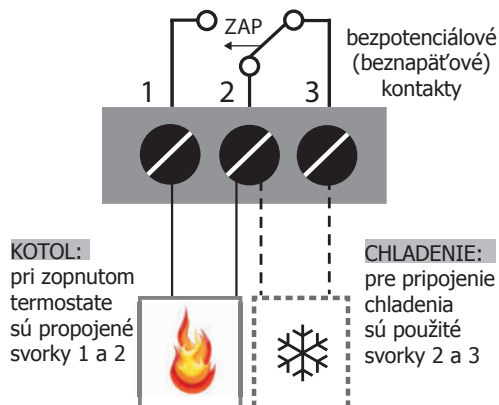 ZAP
bezpotenciálové
(beznapäťové)
kontakty
1 2 3
KOTOL:
pri zopnutom
termostate
sú propojené
svorky 1 a 2
CHLADENIE:
pre pripojenie
chladenia
sú použité
svorky 2 a 3